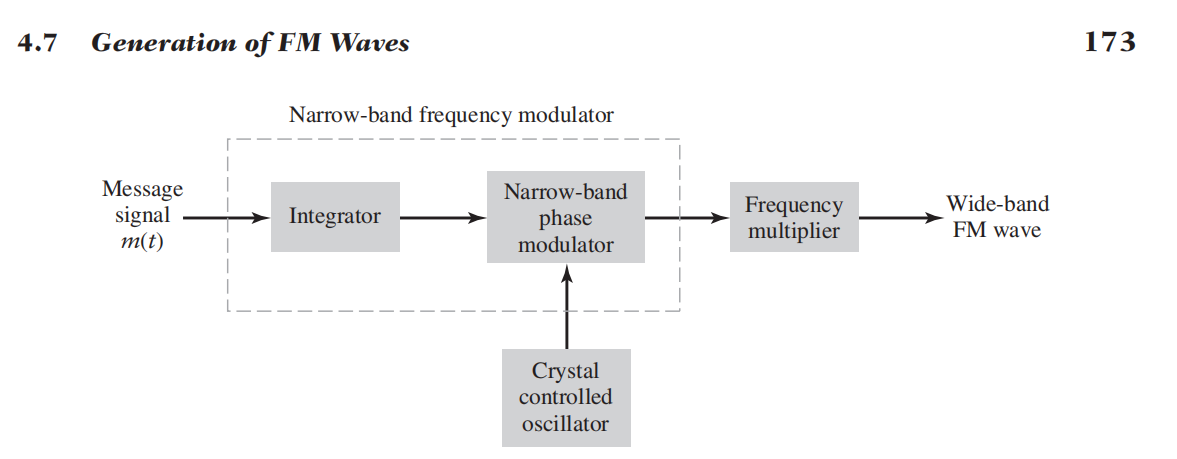 4.7 Generation of FM Waves 173
Narrow-band frequency modulator
Message
signal
m(t)
Integrator
Narrow-band
phase
modulator
Frequency
multiplier
Wide-band
FM wave
Crystal
controlled
oscillator